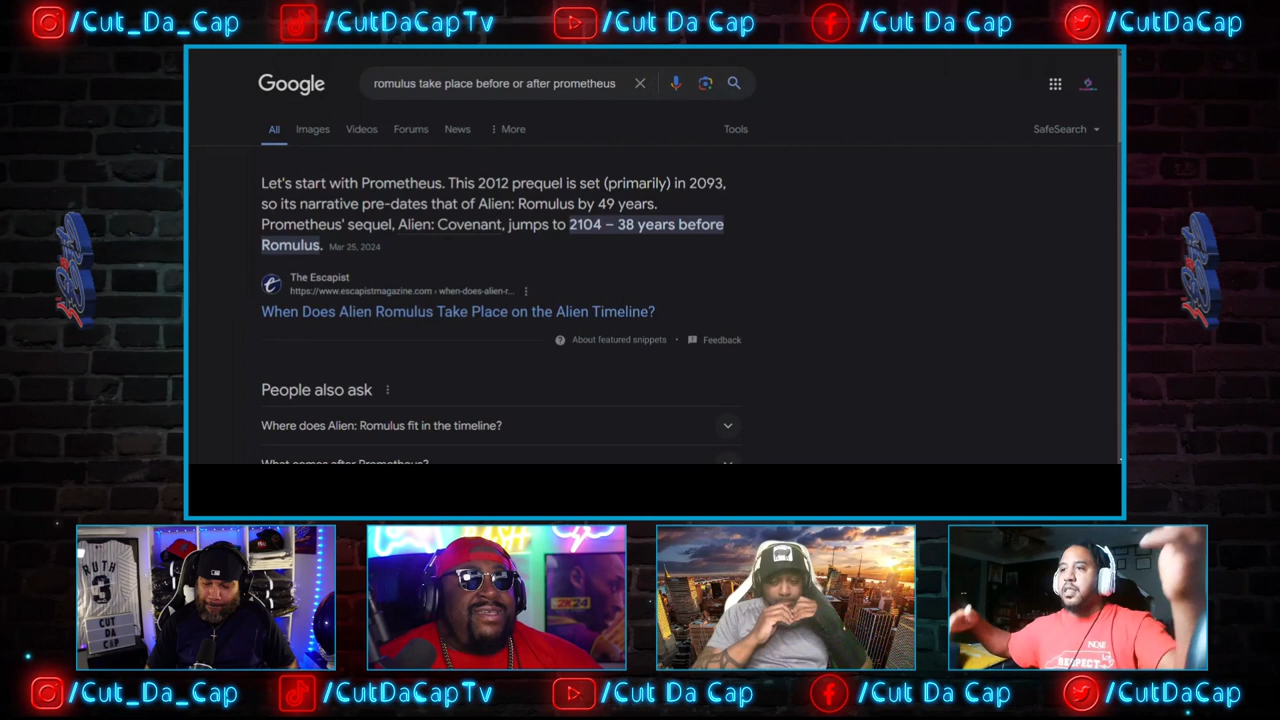 /Cut_Da_Cap
/CutDaCapTv
/Cut Da Cap
/Cut Da Cap
/CutDaCap
Google
romulus take place before or after prometheus
All
Images
Videos
Forums
News
More
Tools
SafeSearch
Let's start with Prometheus. This 2012 prequel is set (primarily) in 2093,
so its narrative pre-dates that of Alien: Romulus by 49 years.
Prometheus' sequel, Alien: Covenant, jumps to 2104 – 38 years before
Romulus. Mar 25, 2024
The Escapist
https://www.escapistmagazine.com › when-does-alien-r...
When Does Alien Romulus Take Place on the Alien Timeline?
About featured snippets • Feedback
People also ask
Where does Alien: Romulus fit in the timeline?
What comes after Prometheus?
RUTH
3
CUT
DA
CAP
2K24
RESPECT
/Cut_Da_Cap
/CutDaCapTv
/Cut Da Cap
/Cut Da Cap
/CutDaCap